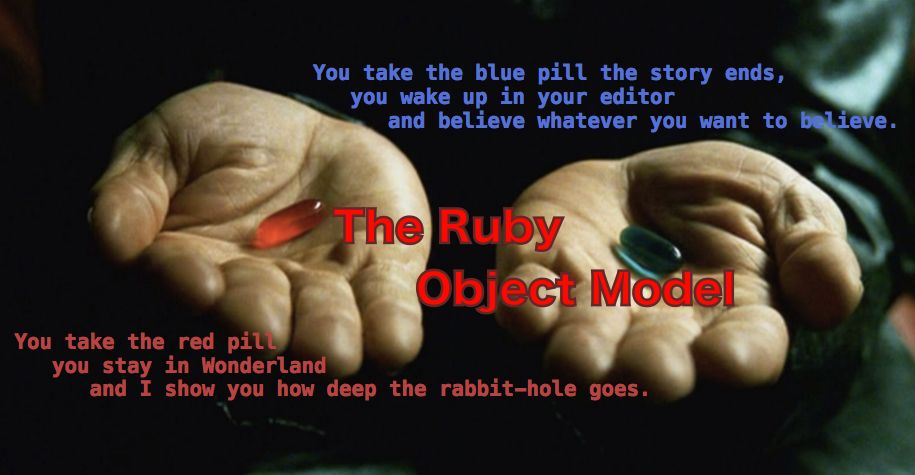 You take the blue pill the story ends,
you wake up in your editor
and believe whatever you want to believe.
The Ruby
Object Model
You take the red pill
you stay in Wonderland
and I show you how deep the rabbit-hole goes.